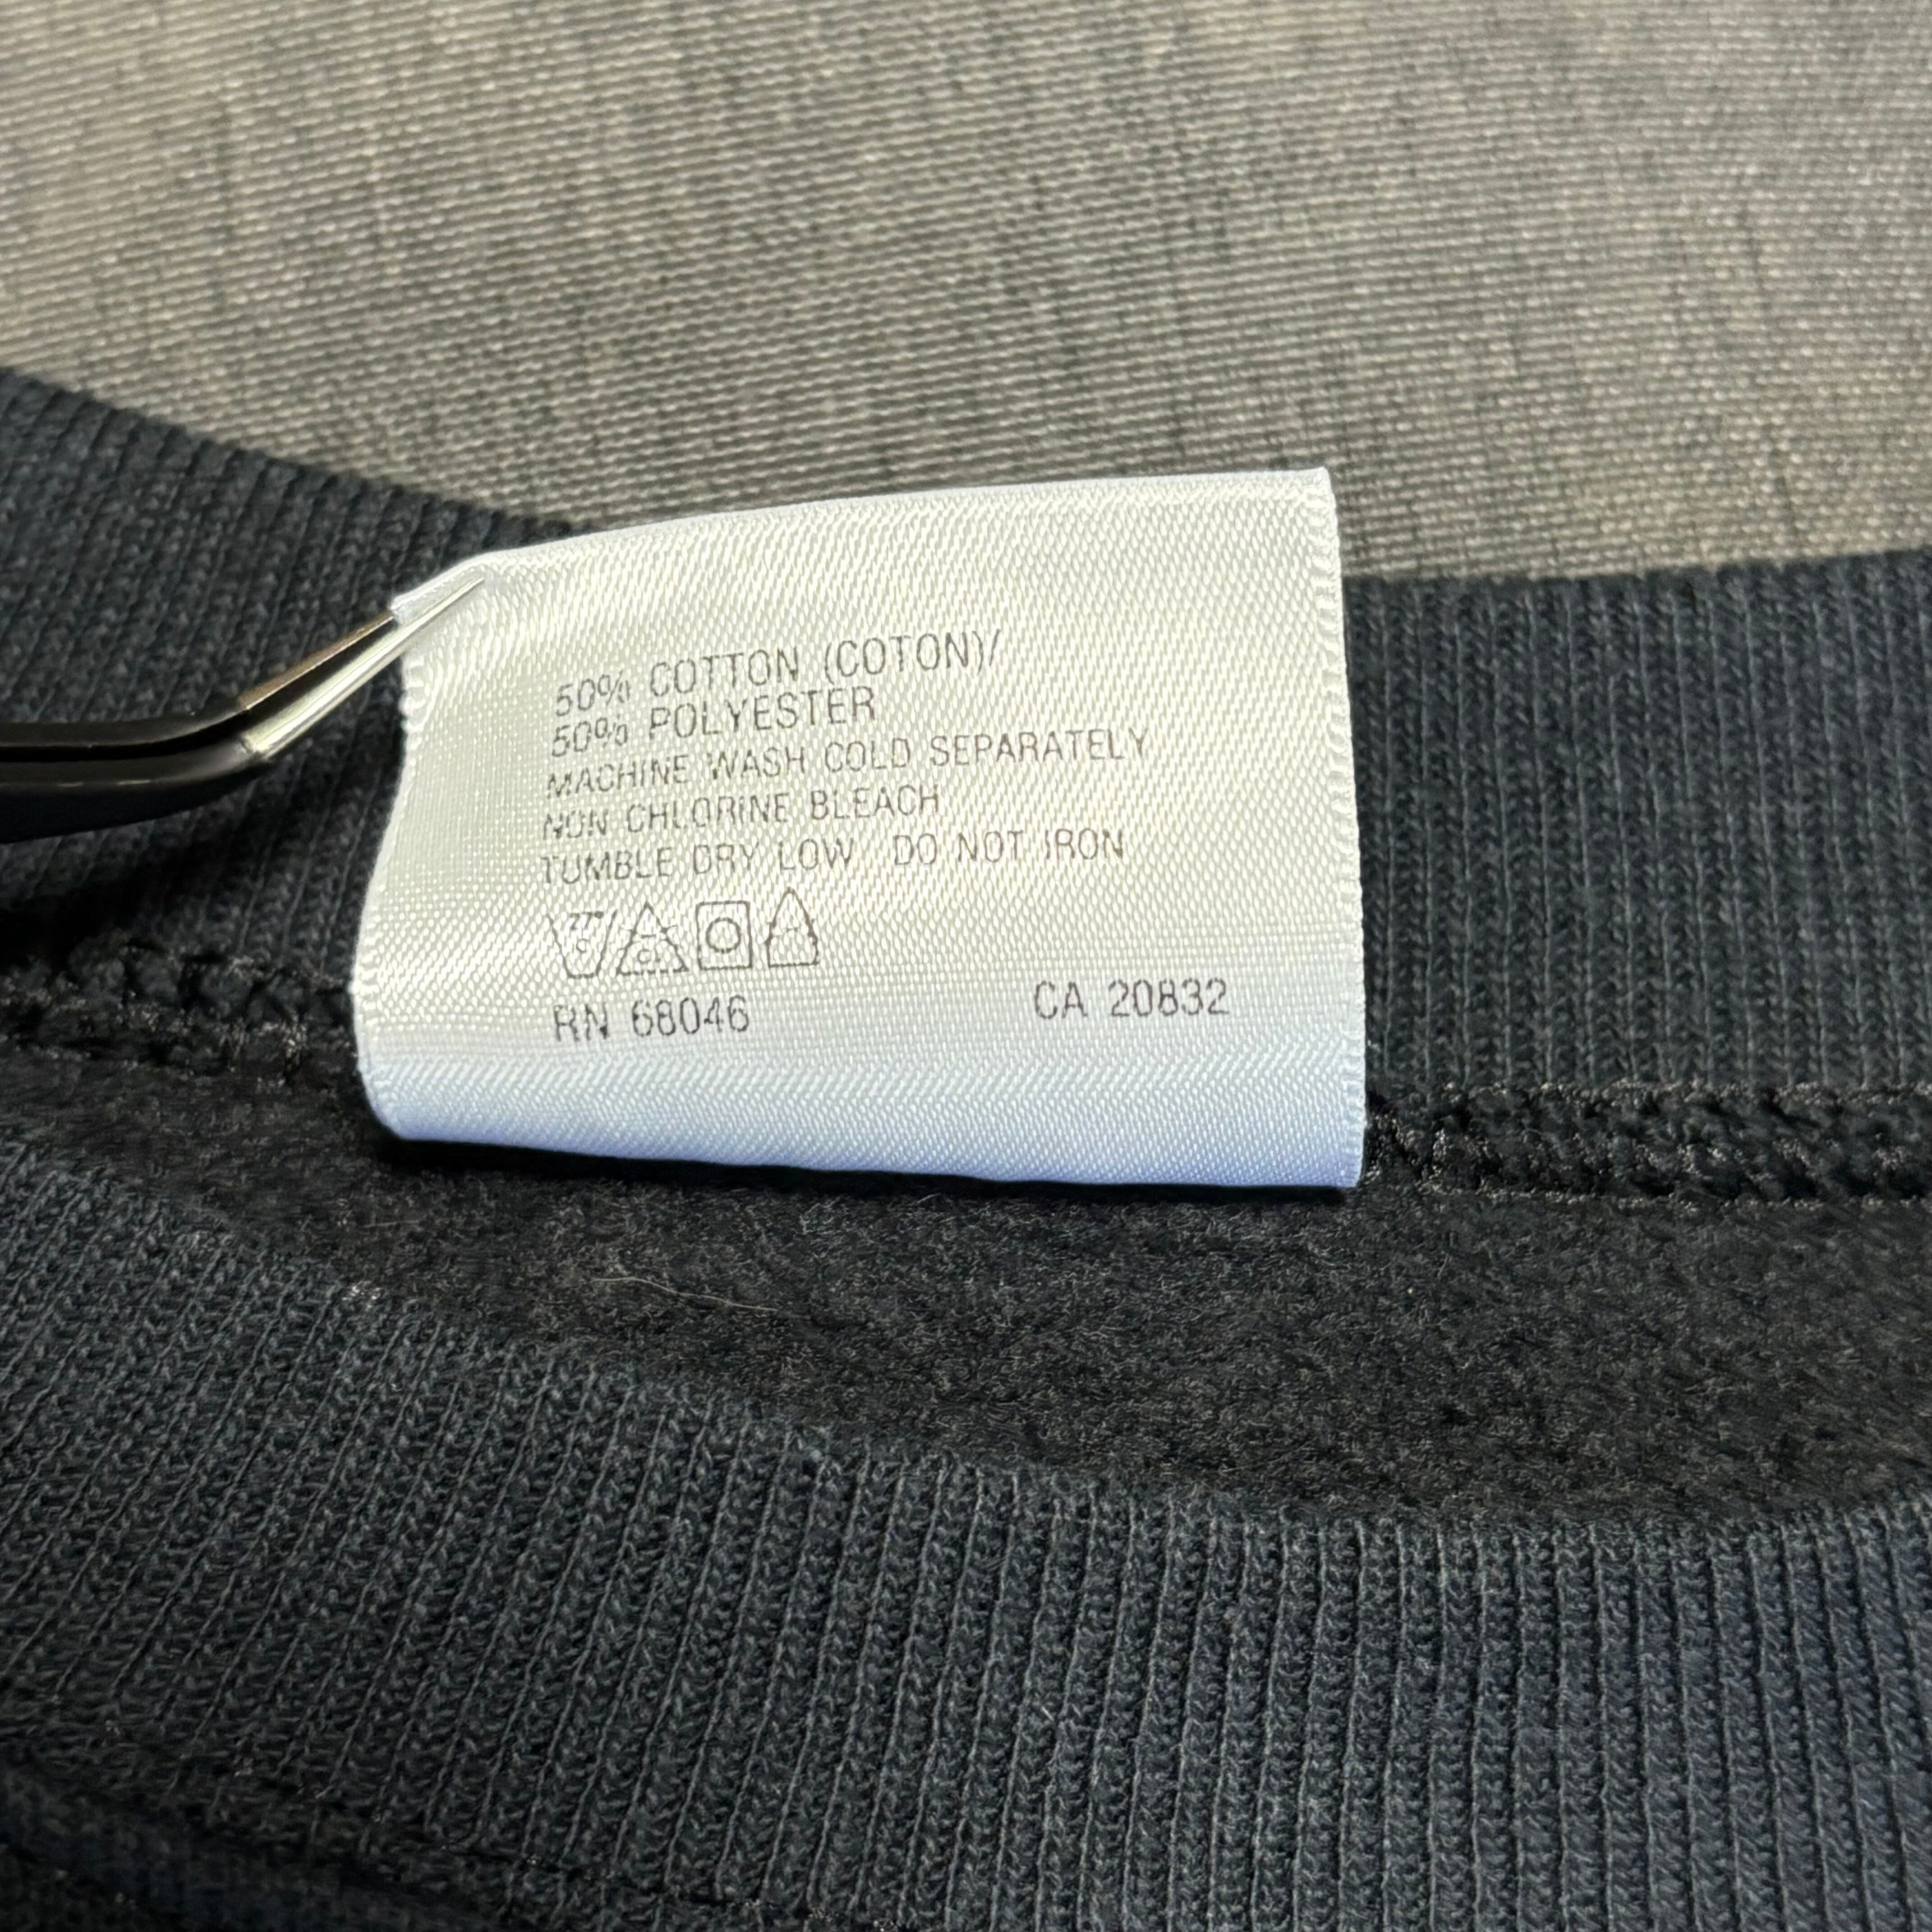 50% COTTON (COTON)/
50% POLYESTER
MACHINE WASH COLD SEPARATELY
NON CHLORINE BLEACH
TUMBLE DRY LOW DO NOT IRON
RN 68046 CA 20832